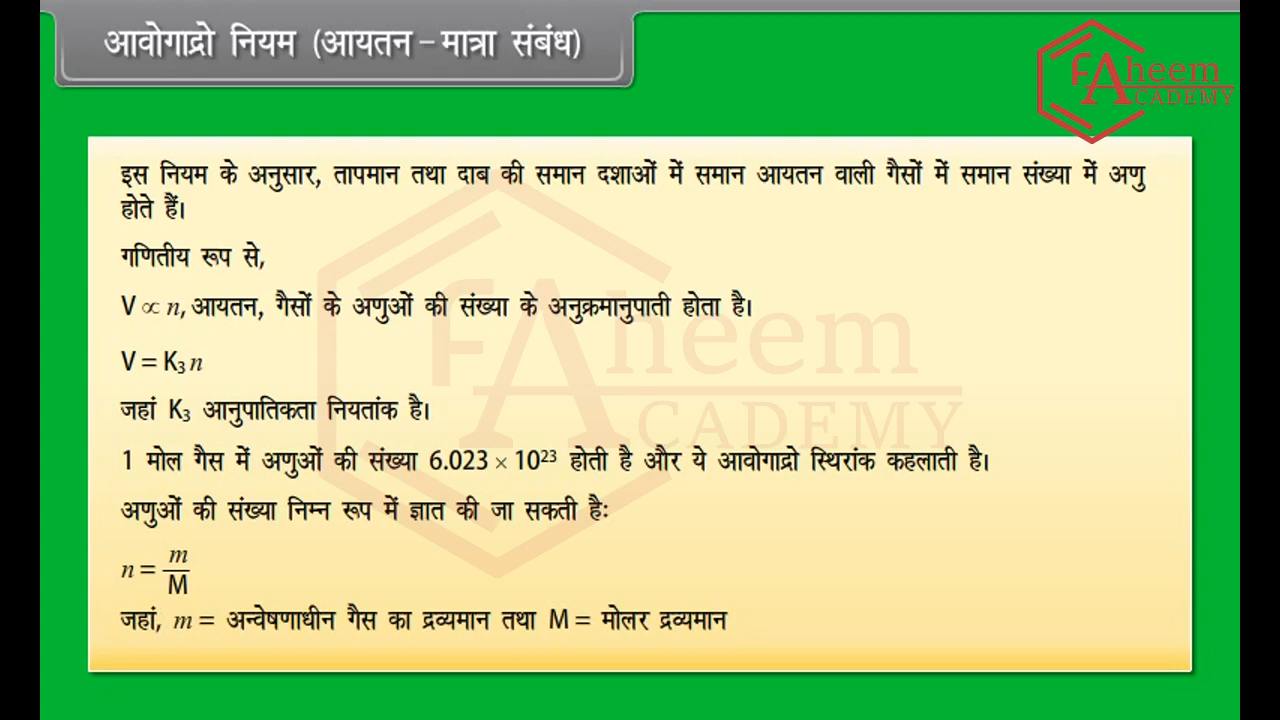 आवोगाद्रो नियम (आयतन – मात्रा संबंध)
faheem
ACADEMY
इस नियम के अनुसार, तापमान तथा दाब की समान दशाओं में समान आयतन वाली गैसों में समान संख्या में अणु
होते हैं।
गणितीय रूप से,
V ∝ n, आयतन, गैसों के अणुओं की संख्या के अनुक्रमानुपाती होता है।
V = K₃ n
जहां K₃ आनुपातिकता नियतांक है।
1 मोल गैस में अणुओं की संख्या 6.023 × 10²³ होती है और ये आवोगाद्रो स्थिरांक कहलाती है।
अणुओं की संख्या निम्न रूप में ज्ञात की जा सकती है:
n = m/M
जहां, m = अन्वेषणाधीन गैस का द्रव्यमान तथा M = मोलर द्रव्यमान
faheem
ACADEMY